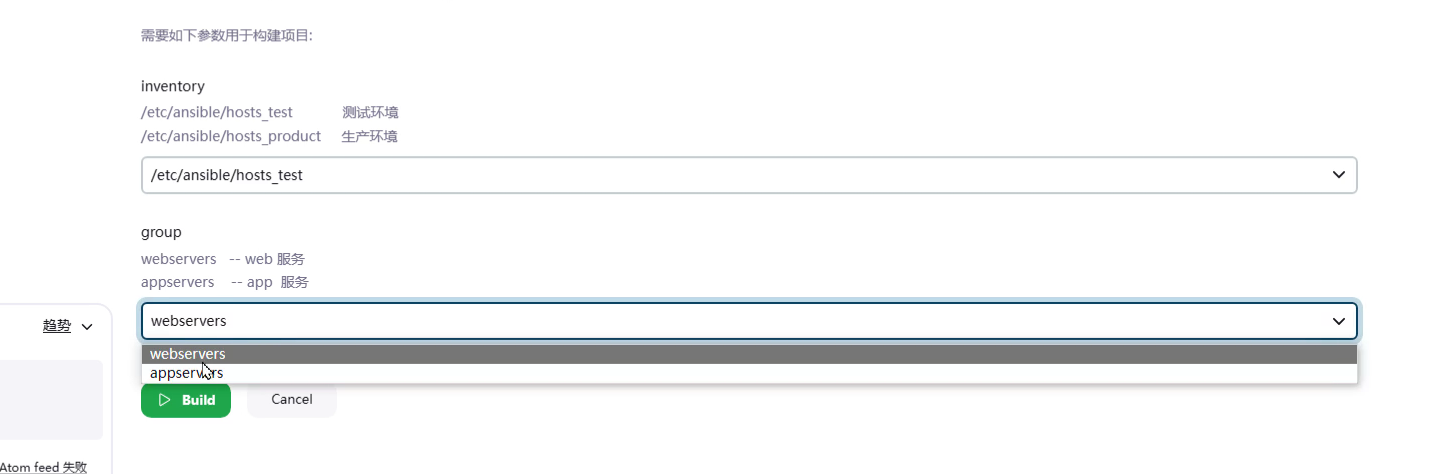 需要如下参数用于构建项目:
inventory
/etc/ansible/hosts_test 测试环境
/etc/ansible/hosts_product 生产环境
/etc/ansible/hosts_test
group
webservers -- web 服务
appservers -- app 服务
趋势
webservers
webservers
appservers
Build Cancel
Atom feed 失败